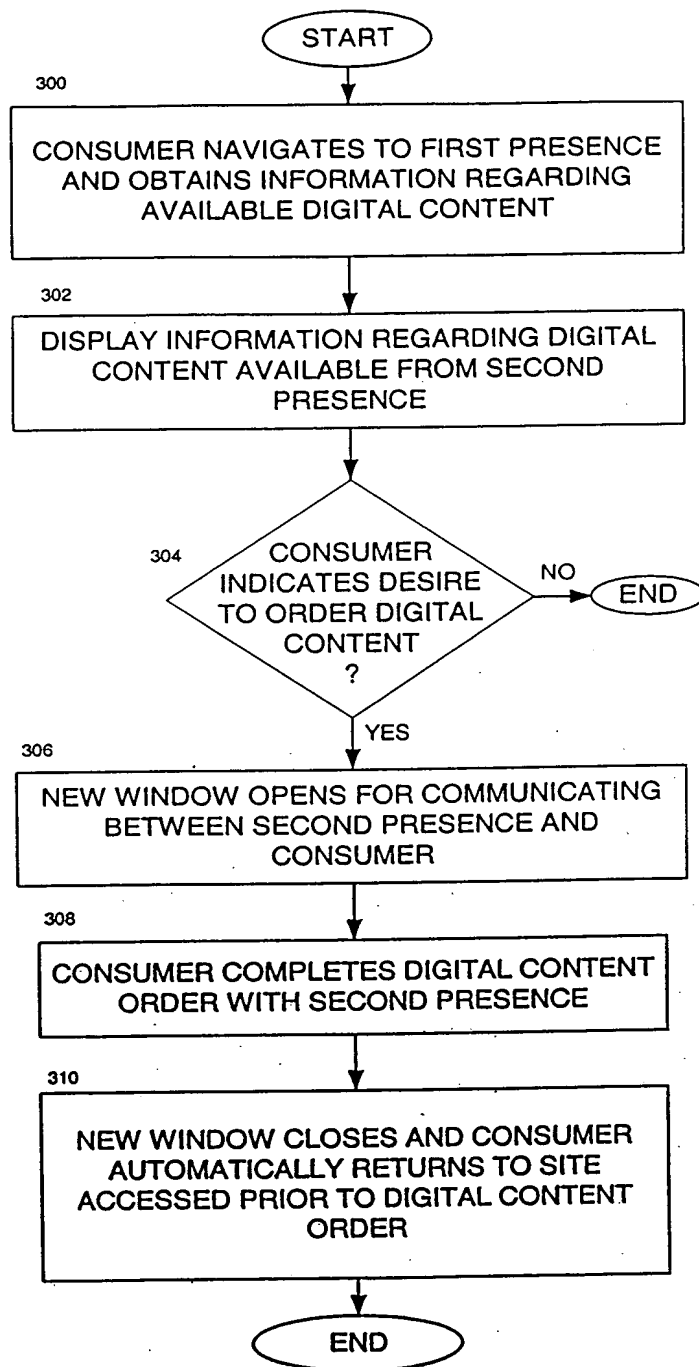 START
300
CONSUMER NAVIGATES TO FIRST PRESENCE
AND OBTAINS INFORMATION REGARDING
AVAILABLE DIGITAL CONTENT
302
DISPLAY INFORMATION REGARDING DIGITAL
CONTENT AVAILABLE FROM SECOND
PRESENCE
304
CONSUMER
INDICATES DESIRE
TO ORDER DIGITAL
CONTENT
?
NO
END
YES
306
NEW WINDOW OPENS FOR COMMUNICATING
BETWEEN SECOND PRESENCE AND
CONSUMER
308
CONSUMER COMPLETES DIGITAL CONTENT
ORDER WITH SECOND PRESENCE
310
NEW WINDOW CLOSES AND CONSUMER
AUTOMATICALLY RETURNS TO SITE
ACCESSED PRIOR TO DIGITAL CONTENT
ORDER
END